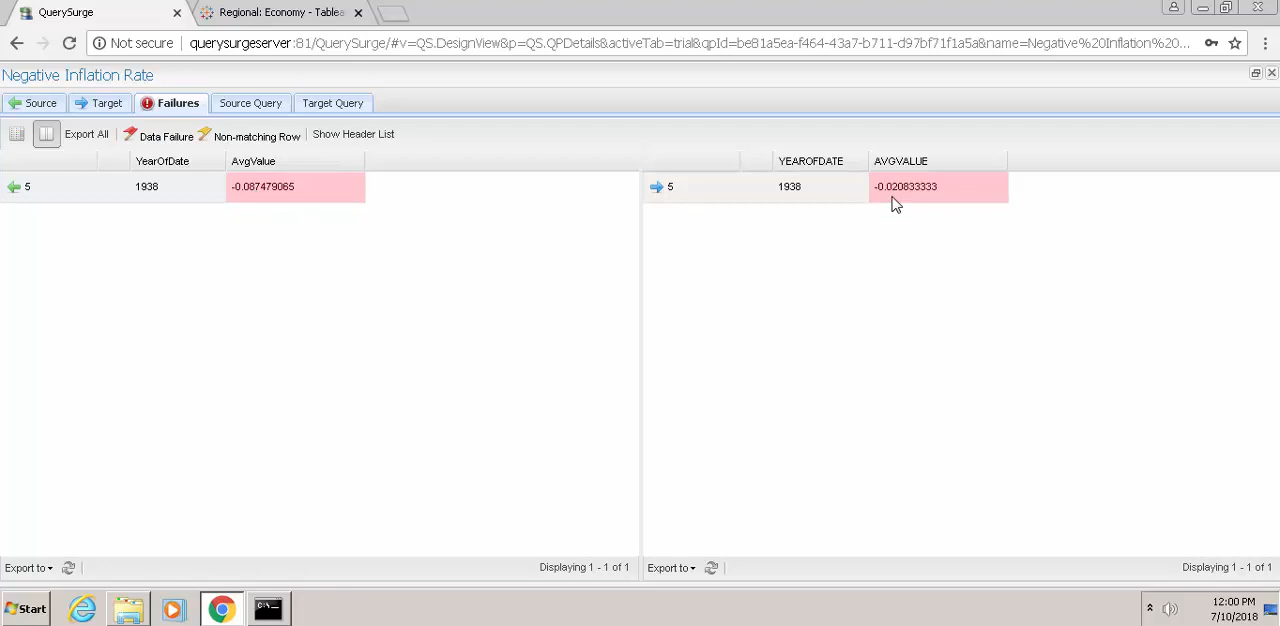 QuerySurge
Regional: Economy - Tablea
Not secure querysurgeserver:81/QuerySurge/#v=QS.DesignView&p=QS.QPDetails&activeTab=trial&qpId=be81a5ea-f464-43a7-b711-d97bf71f1a5a&name=Negative%20Inflation%20...
Negative Inflation Rate
Source Target Failures Source Query Target Query
Export All Data Failure Non-matching Row Show Header List
YearOfDate AvgValue YEAROFDATE AVGVALUE
5 1938 -0.087479065 5 1938 -0.020833333
Export to Displaying 1 - 1 of 1 Export to Displaying 1 - 1 of 1
Start
C:\.
12:00 PM
7/10/2018